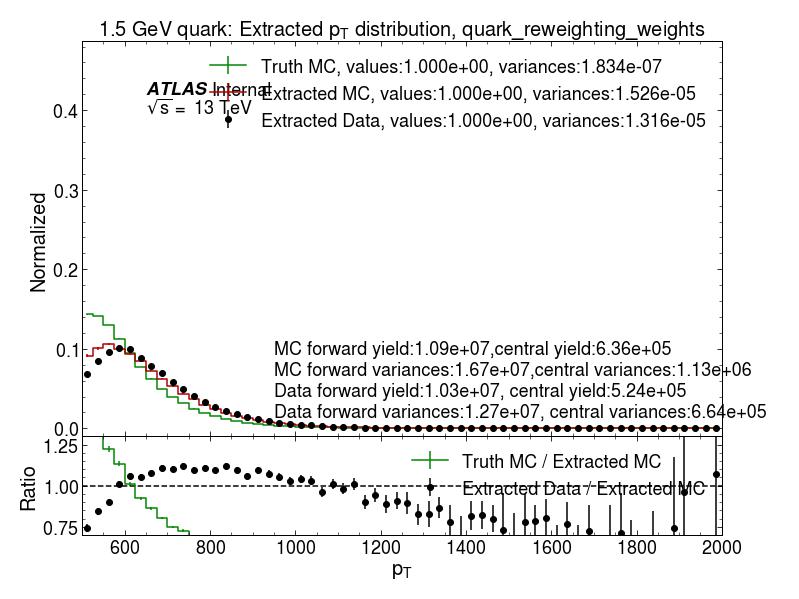 1.5 GeV quark: Extracted pT distribution, quark_reweighting_weights
Truth MC, values:1.000e+00, variances:1.834e-07
ATLAS Internal
Extracted MC, values:1.000e+00, variances:1.526e-05
√s = 13 TeV
Extracted Data, values:1.000e+00, variances:1.316e-05
Normalized
0.4
0.3
0.2
0.1
0.0
MC forward yield:1.09e+07,central yield:6.36e+05
MC forward variances:1.67e+07,central variances:1.13e+06
Data forward yield:1.03e+07, central yield:5.24e+05
Data forward variances:1.27e+07, central variances:6.64e+05
Ratio
1.25
1.00
0.75
Truth MC / Extracted MC
Extracted Data / Extracted MC
600 800 1000 1200 1400 1600 1800 2000
pT